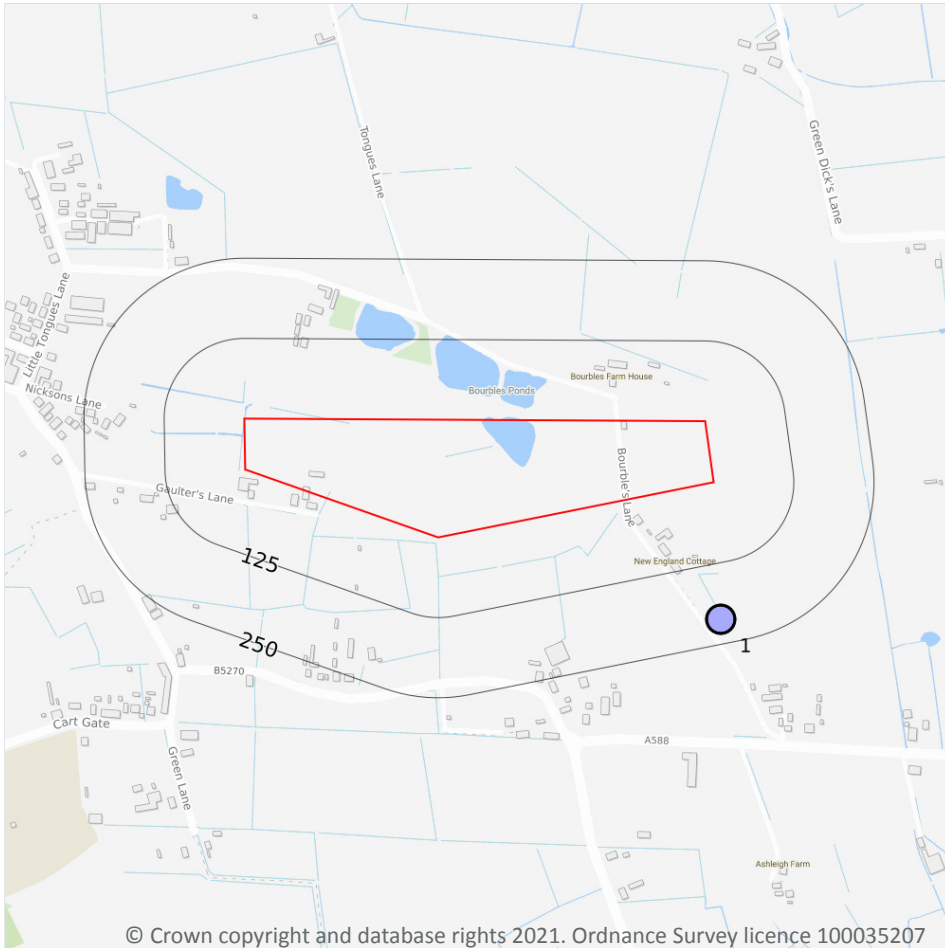 Tongues Lane
Green Dick's Lane
Little Tongues Lane
Bourbles Farm House
Nicksons Lane
Bourbles Ponds
Bourble's Lane
Gaulter's Lane
125
New England Cottage
1
250
B5270
Cart Gate
A588
Green Lane
Ashleigh Farm
© Crown copyright and database rights 2021. Ordnance Survey licence 100035207